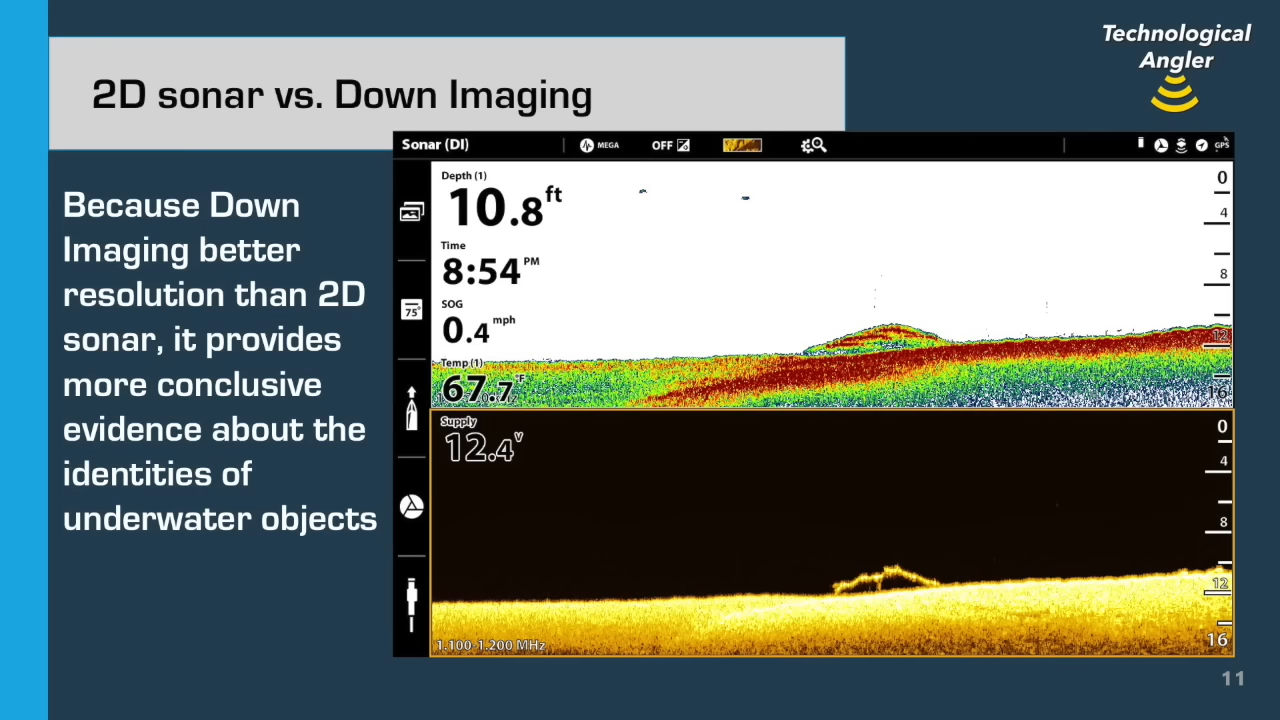 Technological
Angler
2D sonar vs. Down Imaging
Because Down
Imaging better
resolution than 2D
sonar, it provides
more conclusive
evidence about the
identities of
underwater objects
Sonar (DI)
MEGA
OFF
GPS
75°
Depth (1)
10.8 ft
Time
8:54 PM
SOG
0.4 mph
Temp (1)
67.7 °F
0
4
8
12
16
Supply
12.4 V
0
4
8
12
16
1.100-1.200 MHz
11